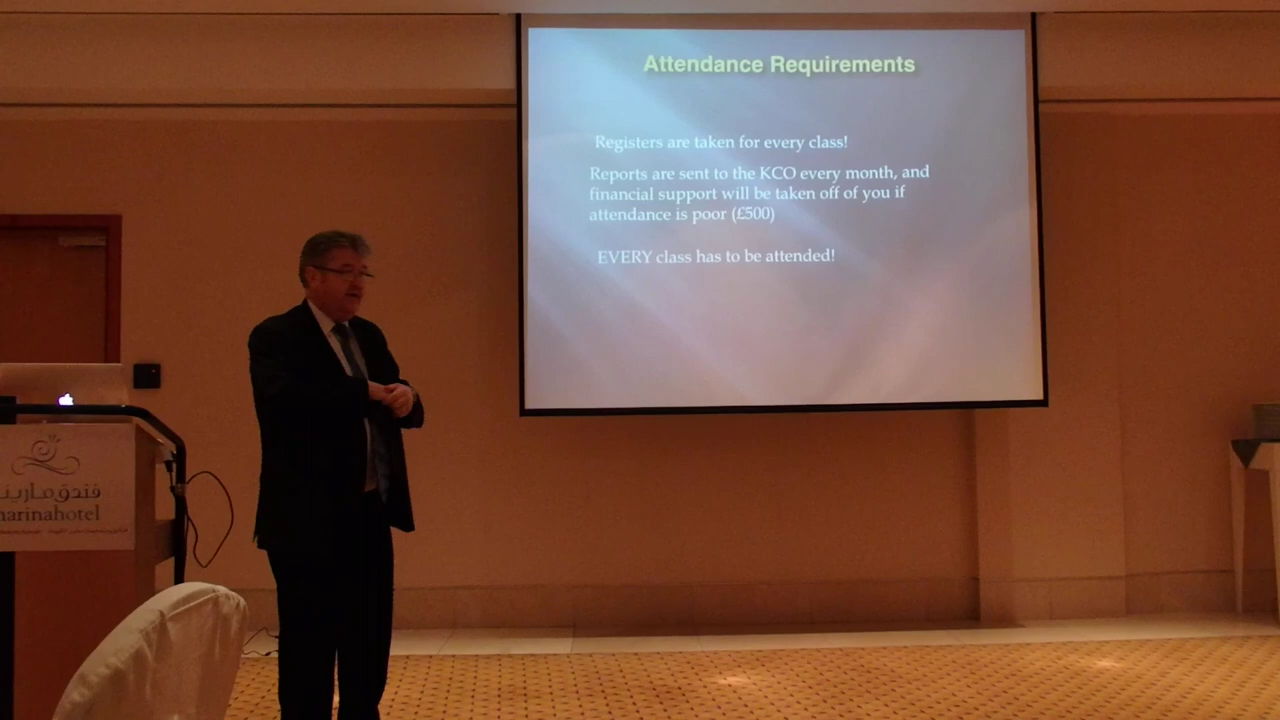 Attendance Requirements
Registers are taken for every class!
Reports are sent to the KCO every month, and
financial support will be taken off of you if
attendance is poor (£500)
EVERY class has to be attended!
فندق مارينا
marinahotel